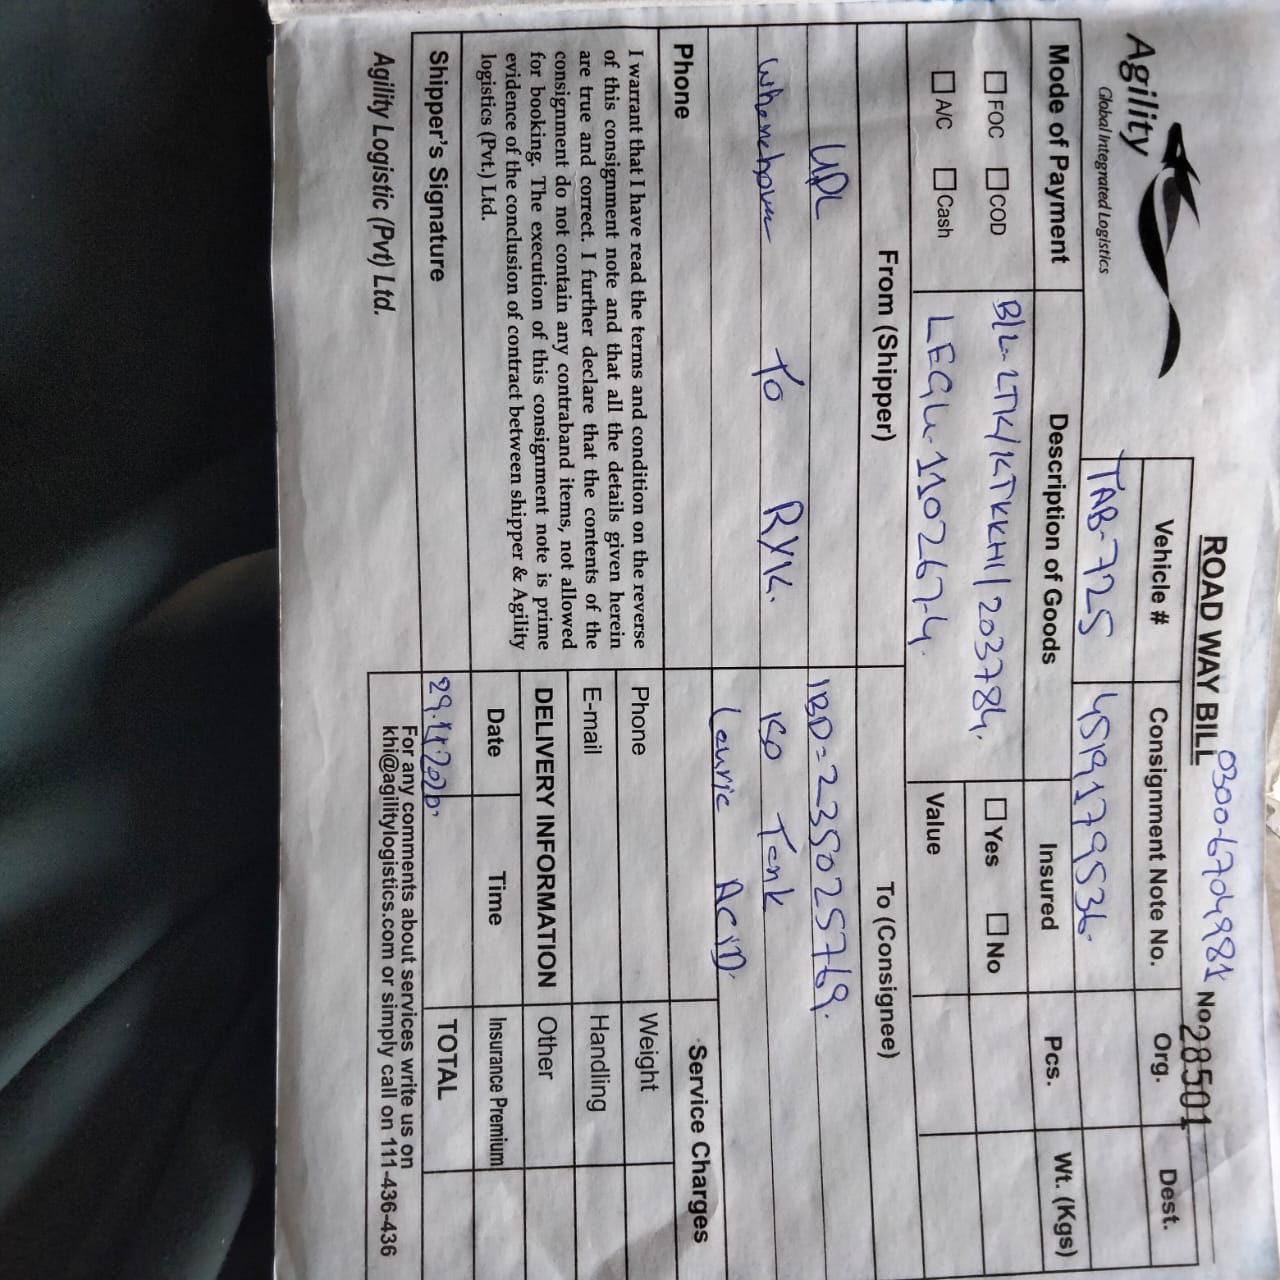 ROAD WAY BILL
0300-6704981
No 28501
Agility
Global Integrated Logistics
Vehicle # Consignment Note No. Org. Dest.
TAB-725 4519179536.
Mode of Payment Description of Goods Insured Pcs. Wt. (Kgs)
FOC COD B/L- LTK/KTKKHI/203784. Yes No
A/C Cash LEGU-110267-4. Value
From (Shipper) To (Consignee)
UPL IBD=235025769.
To RYK. ISO Tank
Lauric ACID
Phone Service Charges
I warrant that I have read the terms and condition on the reverse
of this consignment note and that all the details given herein
are true and correct. I further declare that the contents of the
consignment do not contain any contraband items, not allowed
for booking. The execution of this consignment note is prime
evidence of the conclusion of contract between shipper & Agility
logistics (Pvt.) Ltd.
Phone Weight
E-mail Handling
DELIVERY INFORMATION Other
Date Time Insurance Premium
Shipper's Signature TOTAL
Agility Logistic (Pvt) Ltd.
For any comments about services write us on
khi@agilitylogistics.com or simply call on 111-436-436